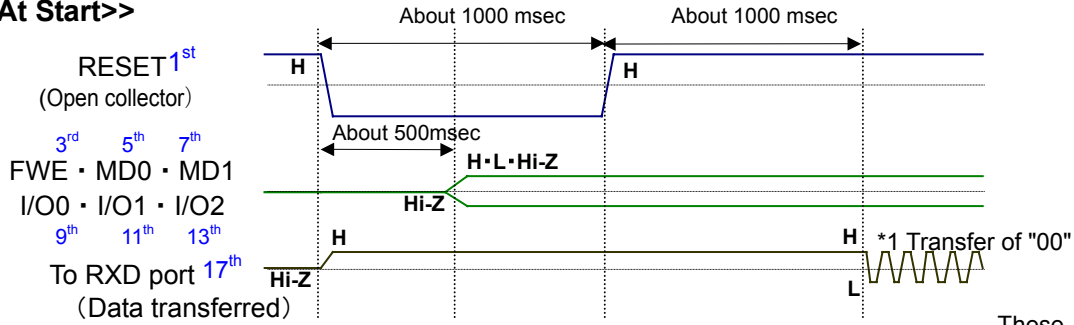 At Start>>
About 1000 msec
About 1000 msec
RESET1st
H
H
(Open collector)
About 500msec
3rd 5th 7th
FWE・MD0・MD1
H・L・Hi-Z
I/O0・I/O1・I/O2
Hi-Z
9th 11th 13th
H
H
*1 Transfer of "00"
To RXD port 17th
Hi-Z
L
(Data transferred)
These